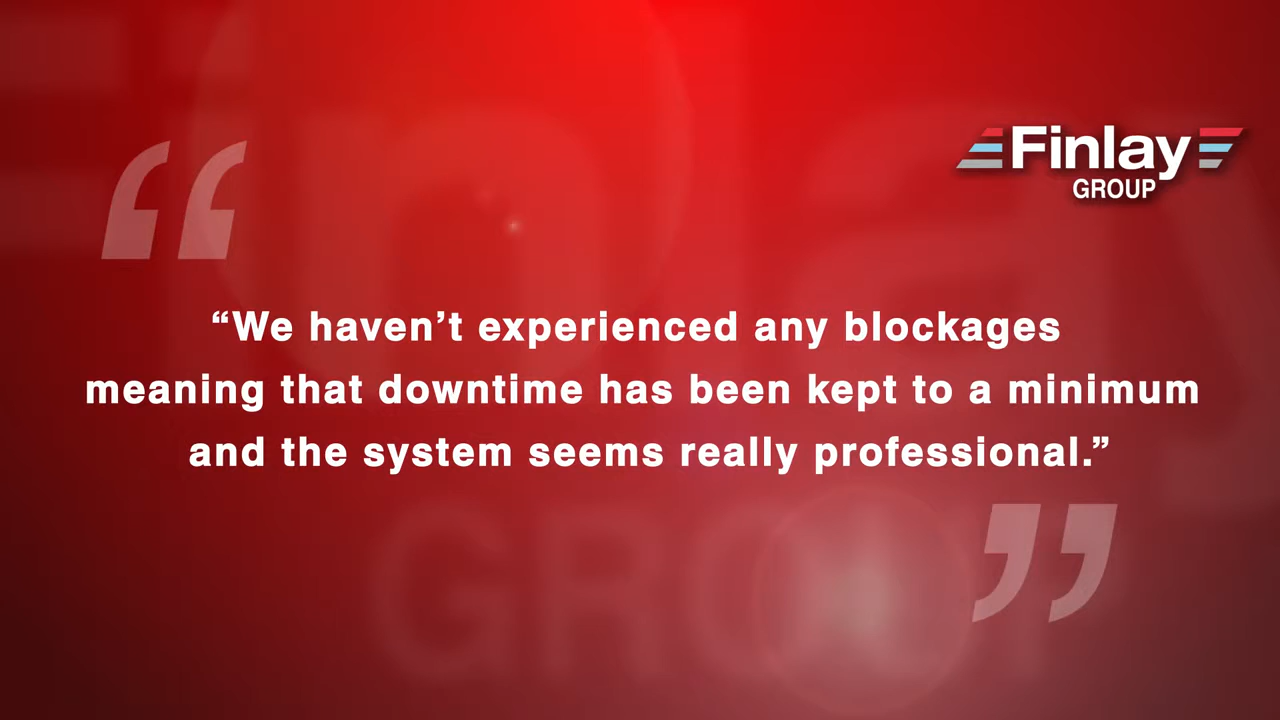 Finlay
GROUP
“We haven’t experienced any blockages
meaning that downtime has been kept to a minimum
and the system seems really professional.”